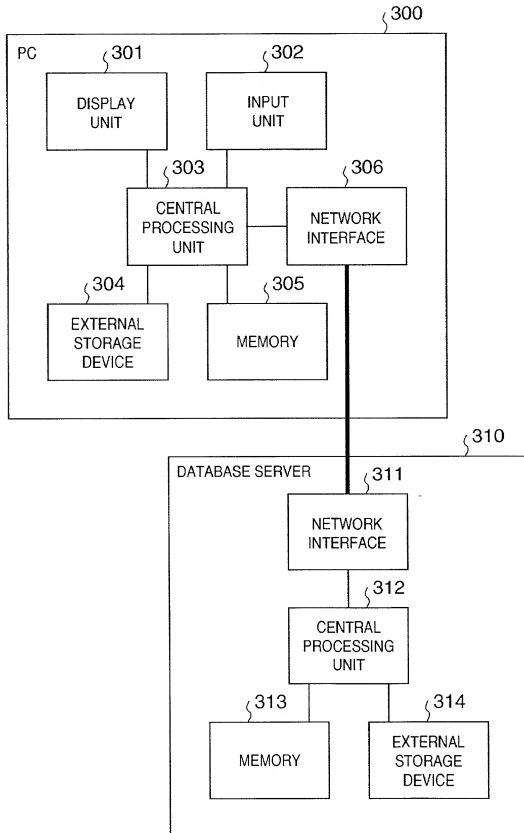 300
PC
301
302
DISPLAY
UNIT
INPUT
UNIT
303
306
CENTRAL
PROCESSING
UNIT
NETWORK
INTERFACE
304
305
EXTERNAL
STORAGE
DEVICE
MEMORY
310
DATABASE SERVER
311
NETWORK
INTERFACE
312
CENTRAL
PROCESSING
UNIT
313
314
MEMORY
EXTERNAL
STORAGE
DEVICE